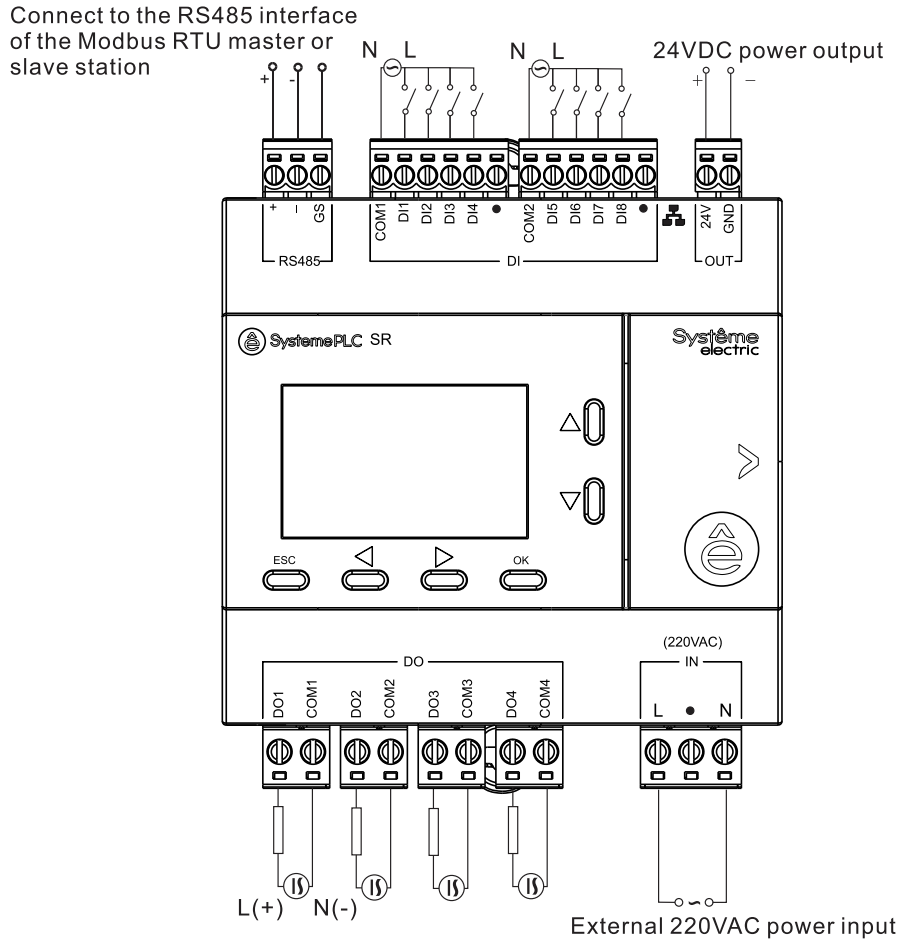 Connect to the RS485 interface
of the Modbus RTU master or
slave station
N L
N L
24VDC power output
+ -
+ −
+ − GS
COM1 DI1 DI2 DI3 DI4 •
COM2 DI5 DI6 DI7 DI8 •
24V GND
RS485
DI
OUT
ê SystemePLC SR
Système
electric
ê
ESC
OK
(220VAC)
DO
IN
DO1 COM1 DO2 COM2 DO3 COM3 DO4 COM4
L • N
L(+) N(-)
External 220VAC power input